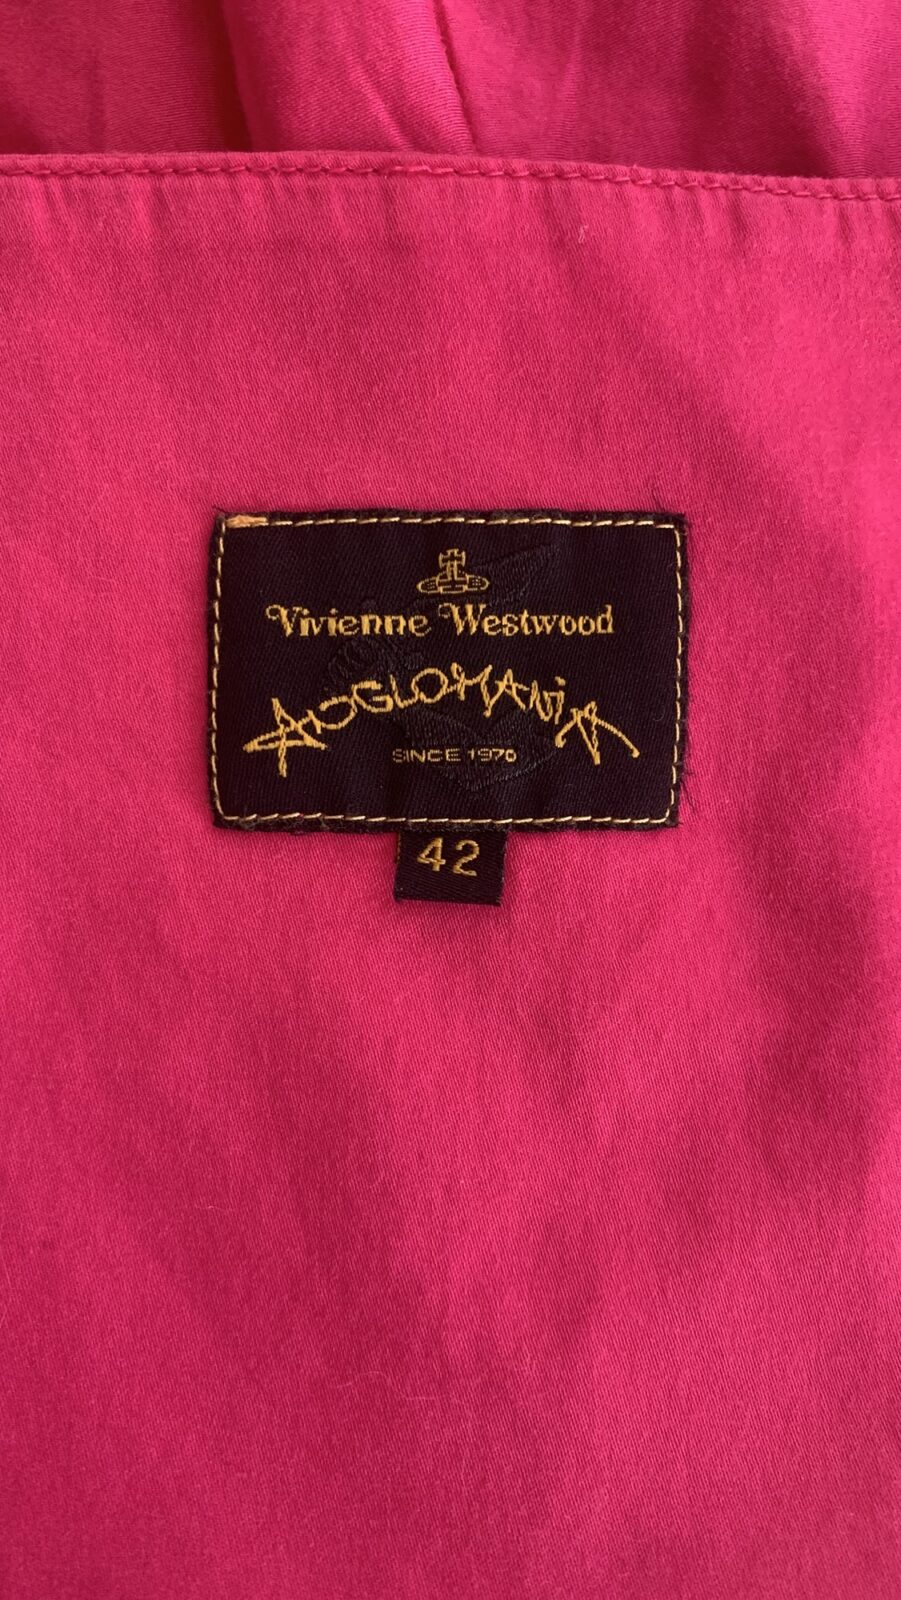 Vivienne Westwood
ANGLOMANIA
SINCE 1970
42